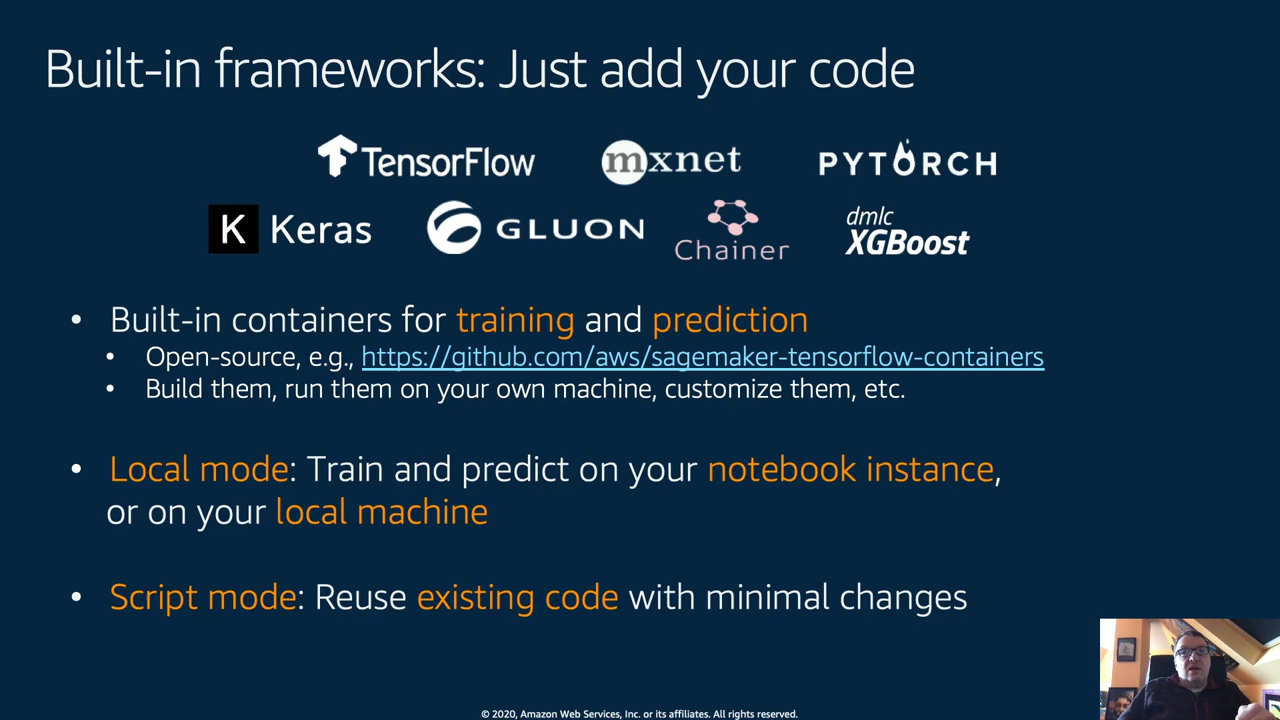 Built-in frameworks: Just add your code
TensorFlow mxnet PYTORCH
K Keras GLUON Chainer dmlc XGBoost
• Built-in containers for training and prediction
• Open-source, e.g., https://github.com/aws/sagemaker-tensorflow-containers
• Build them, run them on your own machine, customize them, etc.
• Local mode: Train and predict on your notebook instance,
or on your local machine
• Script mode: Reuse existing code with minimal changes
© 2020, Amazon Web Services, Inc. or its affiliates. All rights reserved.